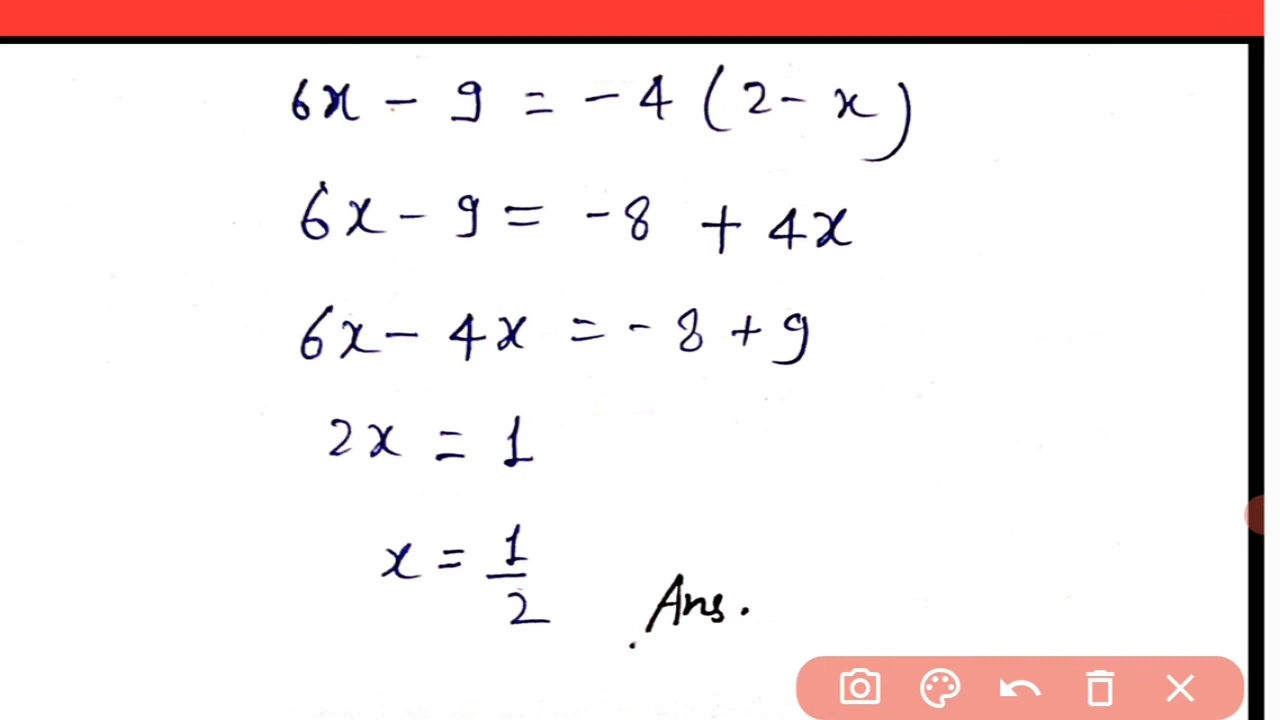 6x - 9 = - 4 ( 2 - x )
6x - 9 = - 8 + 4x
6x - 4x = - 8 + 9
2x = 1
x = 1/2 Ans.